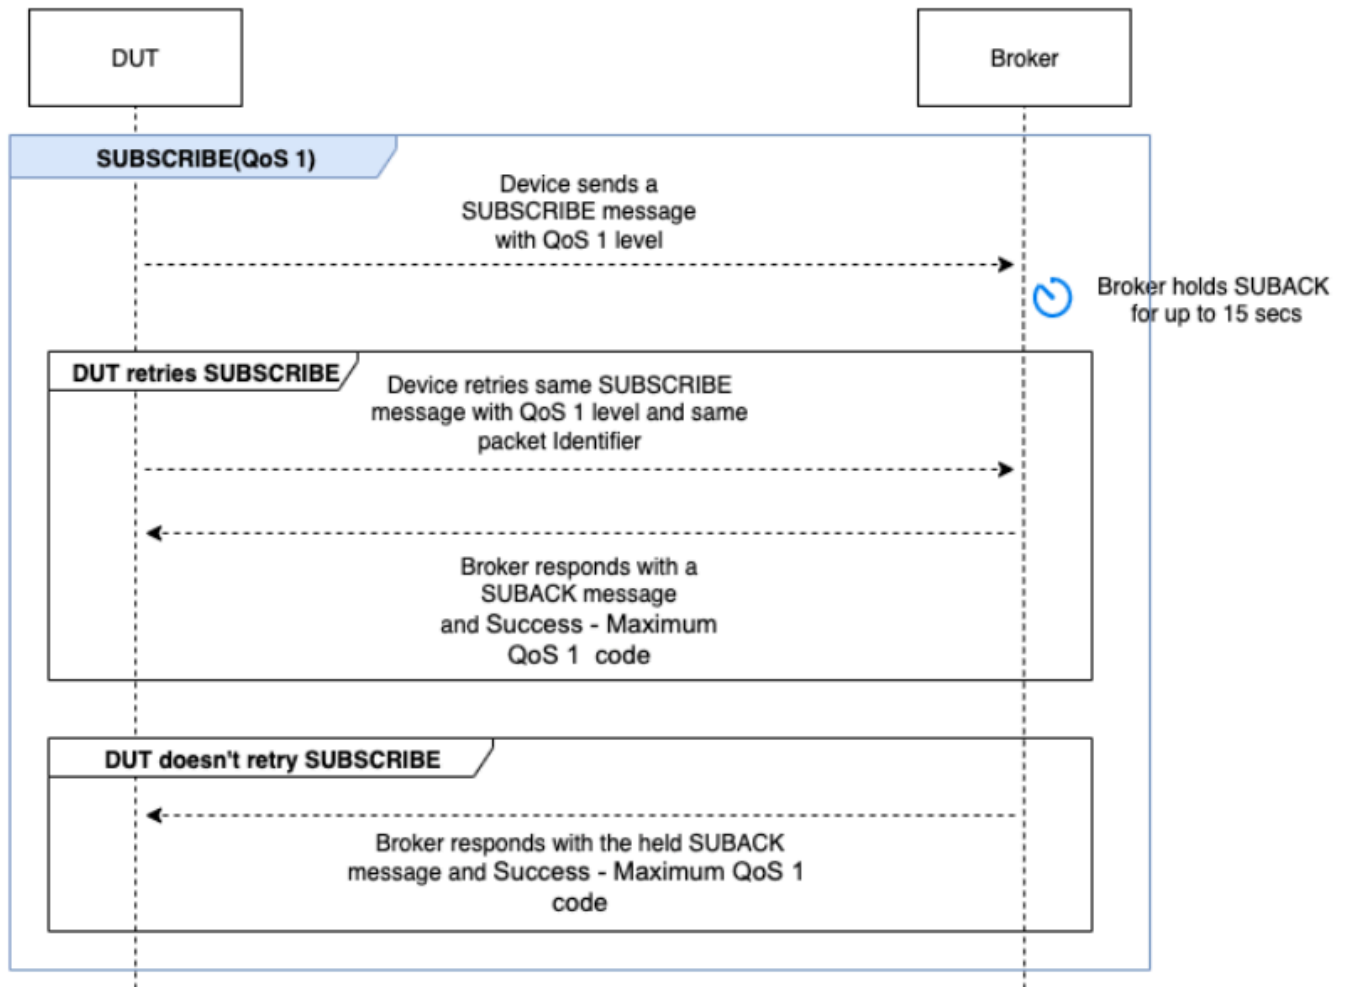 DUT
Broker
SUBSCRIBE(QoS 1)
Device sends a
SUBSCRIBE message
with QoS 1 level
Broker holds SUBACK
for up to 15 secs
DUT retries SUBSCRIBE
Device retries same SUBSCRIBE
message with QoS 1 level and same
packet Identifier
Broker responds with a
SUBACK message
and Success - Maximum
QoS 1 code
DUT doesn't retry SUBSCRIBE
Broker responds with the held SUBACK
message and Success - Maximum QoS 1
code